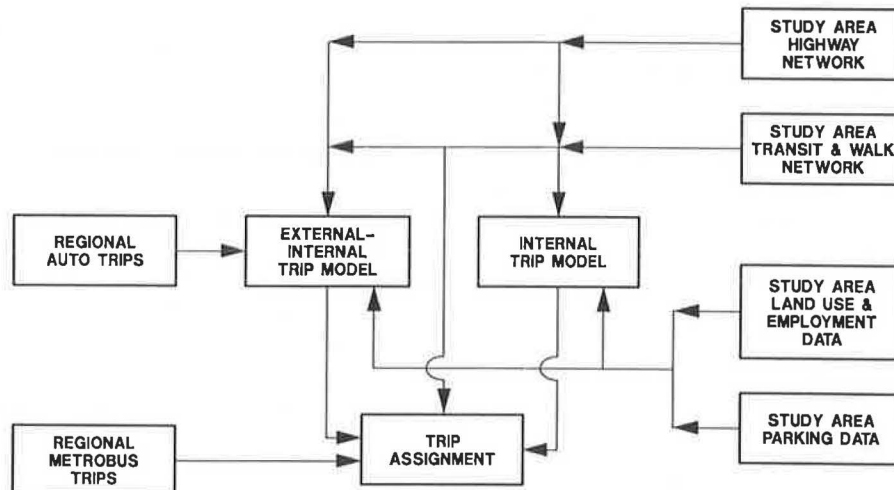 STUDY AREA
HIGHWAY
NETWORK
STUDY AREA
TRANSIT & WALK
NETWORK
REGIONAL
AUTO TRIPS
EXTERNAL-
INTERNAL
TRIP MODEL
INTERNAL
TRIP MODEL
STUDY AREA
LAND USE &
EMPLOYMENT
DATA
REGIONAL
METROBUS
TRIPS
TRIP
ASSIGNMENT
STUDY AREA
PARKING DATA